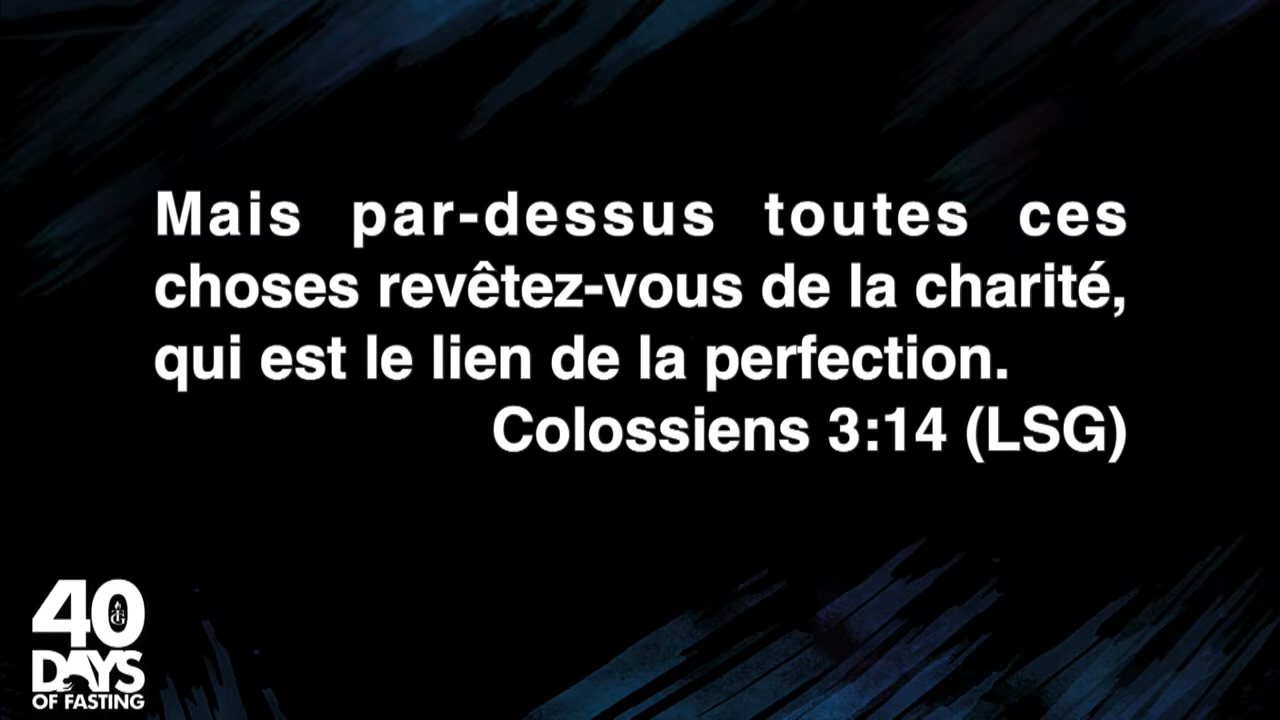 Mais par-dessus toutes ces
choses revêtez-vous de la charité,
qui est le lien de la perfection.
Colossiens 3:14 (LSG)
40
DAYS
OF FASTING